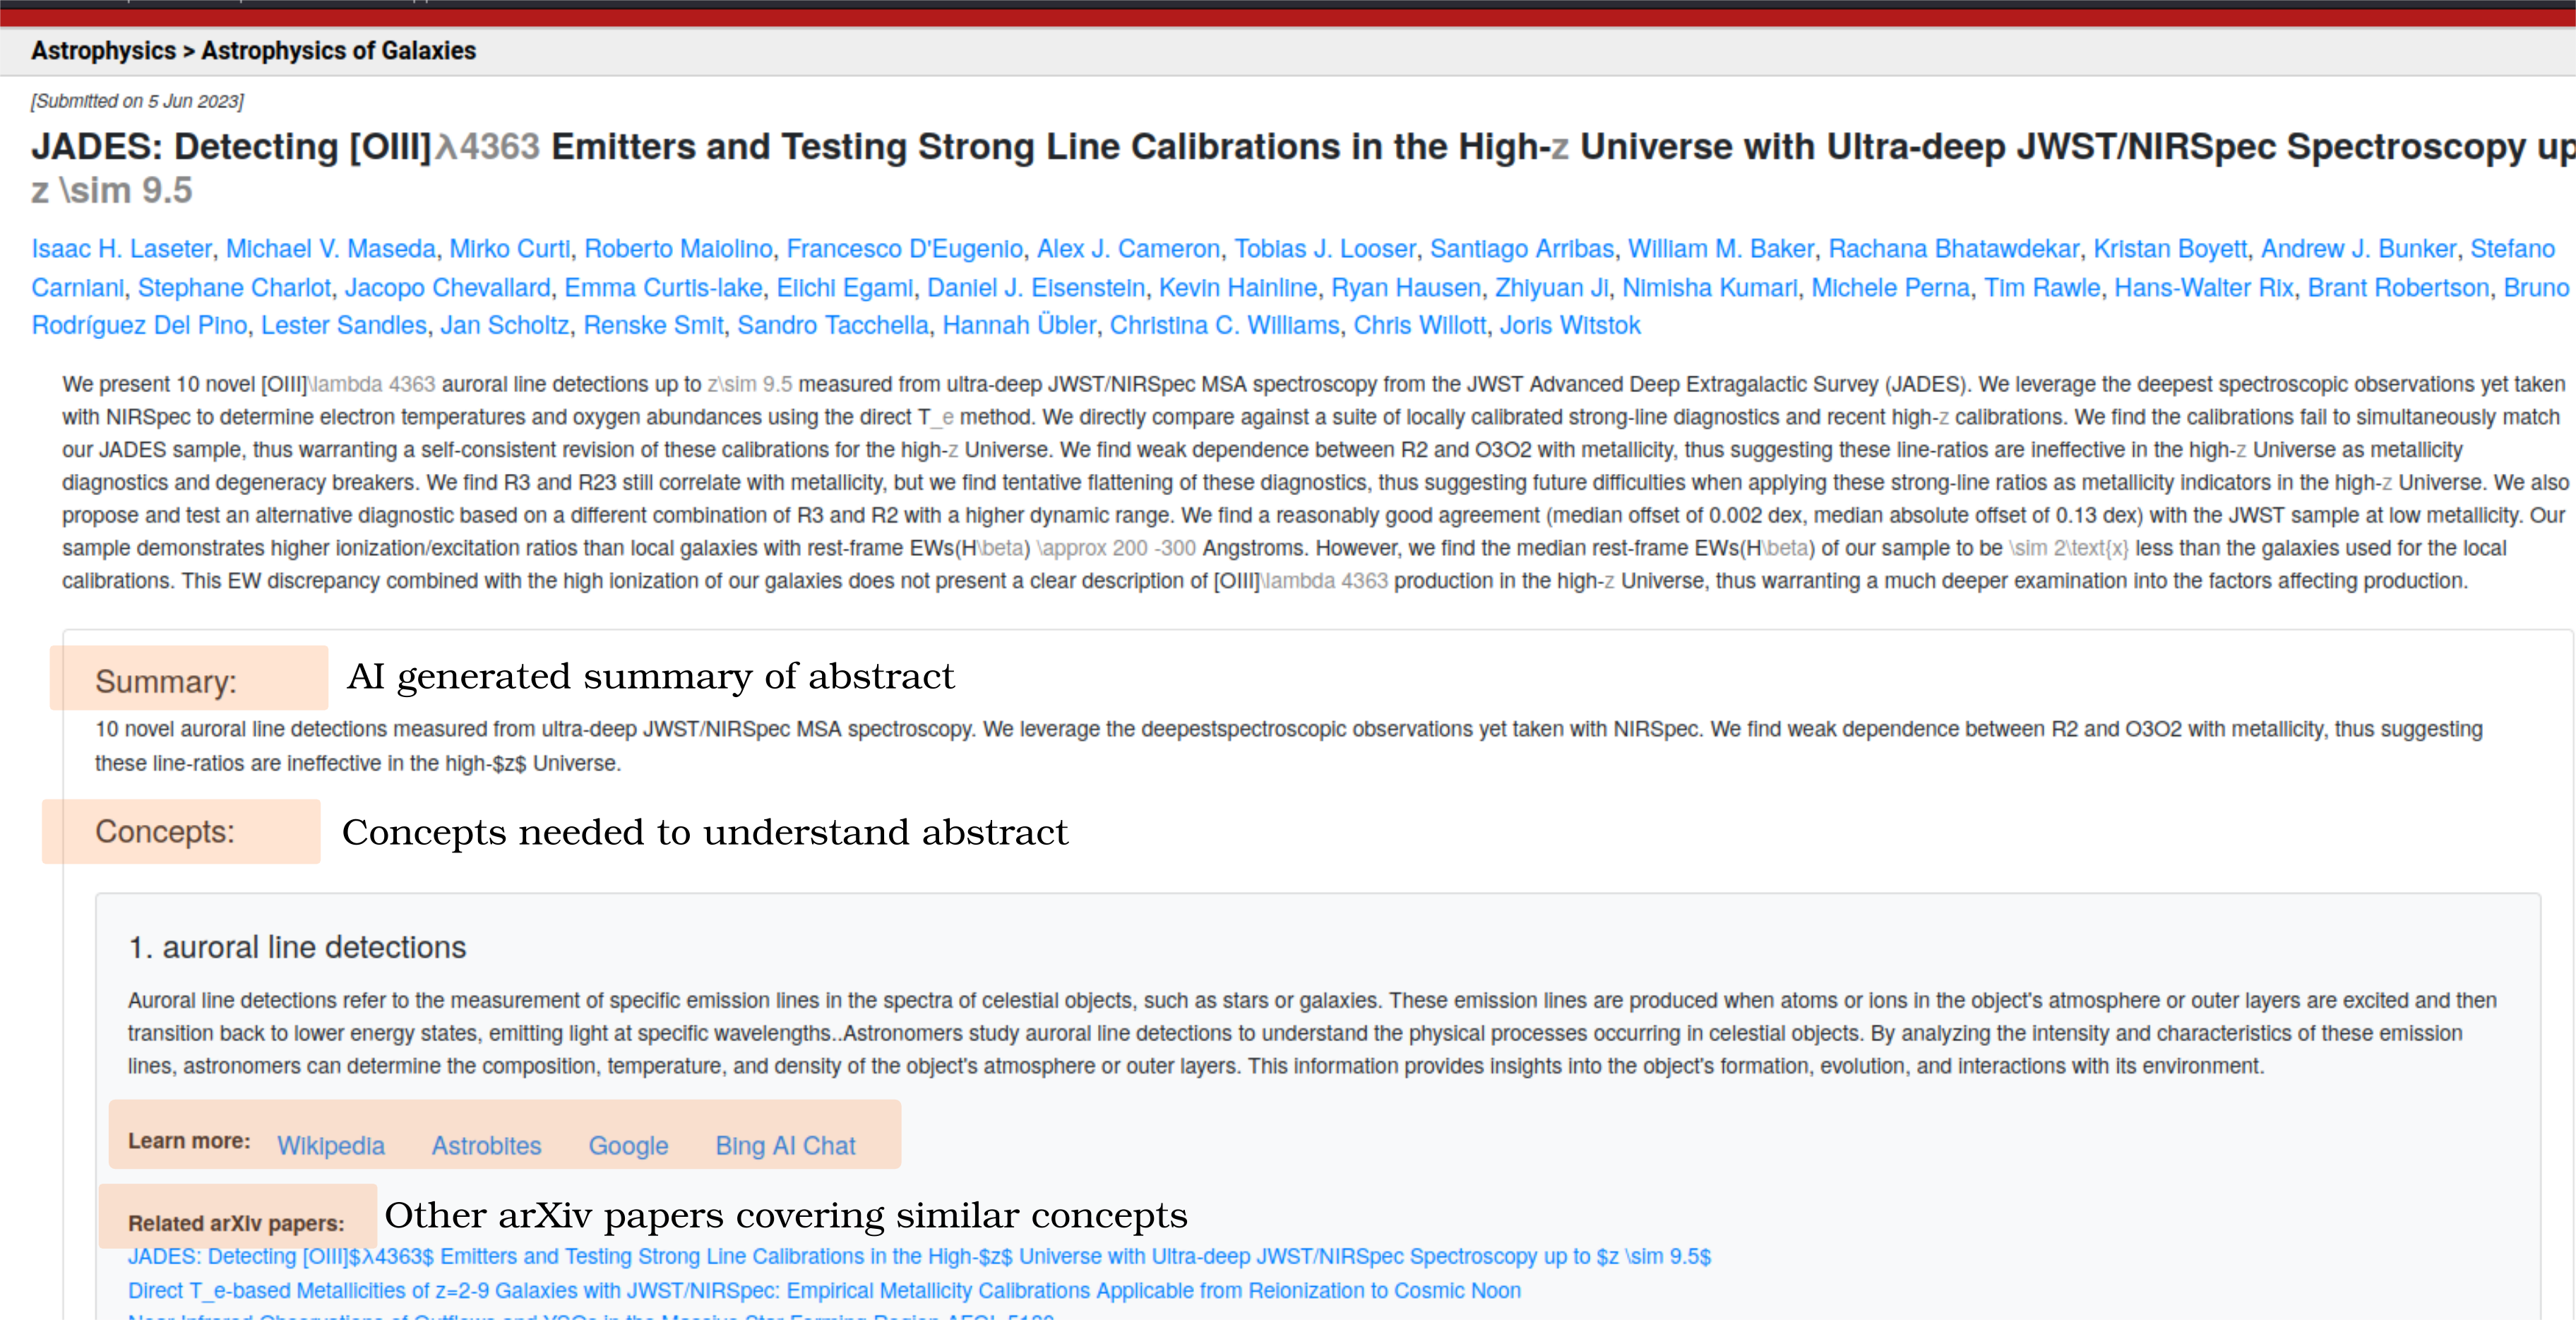 Astrophysics > Astrophysics of Galaxies
[Submitted on 5 Jun 2023]
JADES: Detecting [OIII]λ4363 Emitters and Testing Strong Line Calibrations in the High-z Universe with Ultra-deep JWST/NIRSpec Spectroscopy up
z \sim 9.5
Isaac H. Laseter, Michael V. Maseda, Mirko Curti, Roberto Maiolino, Francesco D'Eugenio, Alex J. Cameron, Tobias J. Looser, Santiago Arribas, William M. Baker, Rachana Bhatawdekar, Kristan Boyett, Andrew J. Bunker, Stefano
Carniani, Stephane Charlot, Jacopo Chevallard, Emma Curtis-lake, Eiichi Egami, Daniel J. Eisenstein, Kevin Hainline, Ryan Hausen, Zhiyuan Ji, Nimisha Kumari, Michele Perna, Tim Rawle, Hans-Walter Rix, Brant Robertson, Bruno
Rodríguez Del Pino, Lester Sandles, Jan Scholtz, Renske Smit, Sandro Tacchella, Hannah Übler, Christina C. Williams, Chris Willott, Joris Witstok
We present 10 novel [OIII]\lambda 4363 auroral line detections up to z\sim 9.5 measured from ultra-deep JWST/NIRSpec MSA spectroscopy from the JWST Advanced Deep Extragalactic Survey (JADES). We leverage the deepest spectroscopic observations yet taken
with NIRSpec to determine electron temperatures and oxygen abundances using the direct T_e method. We directly compare against a suite of locally calibrated strong-line diagnostics and recent high-z calibrations. We find the calibrations fail to simultaneously match
our JADES sample, thus warranting a self-consistent revision of these calibrations for the high-z Universe. We find weak dependence between R2 and O3O2 with metallicity, thus suggesting these line-ratios are ineffective in the high-z Universe as metallicity
diagnostics and degeneracy breakers. We find R3 and R23 still correlate with metallicity, but we find tentative flattening of these diagnostics, thus suggesting future difficulties when applying these strong-line ratios as metallicity indicators in the high-z Universe. We also
propose and test an alternative diagnostic based on a different combination of R3 and R2 with a higher dynamic range. We find a reasonably good agreement (median offset of 0.002 dex, median absolute offset of 0.13 dex) with the JWST sample at low metallicity. Our
sample demonstrates higher ionization/excitation ratios than local galaxies with rest-frame EWs(H\beta) \approx 200 -300 Angstroms. However, we find the median rest-frame EWs(H\beta) of our sample to be \sim 2\text{x} less than the galaxies used for the local
calibrations. This EW discrepancy combined with the high ionization of our galaxies does not present a clear description of [OIII]\lambda 4363 production in the high-z Universe, thus warranting a much deeper examination into the factors affecting production.
Summary: AI generated summary of abstract
10 novel auroral line detections measured from ultra-deep JWST/NIRSpec MSA spectroscopy. We leverage the deepestspectroscopic observations yet taken with NIRSpec. We find weak dependence between R2 and O3O2 with metallicity, thus suggesting
these line-ratios are ineffective in the high-$z$ Universe.
Concepts: Concepts needed to understand abstract
1. auroral line detections
Auroral line detections refer to the measurement of specific emission lines in the spectra of celestial objects, such as stars or galaxies. These emission lines are produced when atoms or ions in the object's atmosphere or outer layers are excited and then
transition back to lower energy states, emitting light at specific wavelengths..Astronomers study auroral line detections to understand the physical processes occurring in celestial objects. By analyzing the intensity and characteristics of these emission
lines, astronomers can determine the composition, temperature, and density of the object's atmosphere or outer layers. This information provides insights into the object's formation, evolution, and interactions with its environment.
Learn more: Wikipedia Astrobites Google Bing AI Chat
Related arXiv papers: Other arXiv papers covering similar concepts
JADES: Detecting [OIII]$λ4363$ Emitters and Testing Strong Line Calibrations in the High-$z$ Universe with Ultra-deep JWST/NIRSpec Spectroscopy up to $z \sim 9.5$
Direct T_e-based Metallicities of z=2-9 Galaxies with JWST/NIRSpec: Empirical Metallicity Calibrations Applicable from Reionization to Cosmic Noon